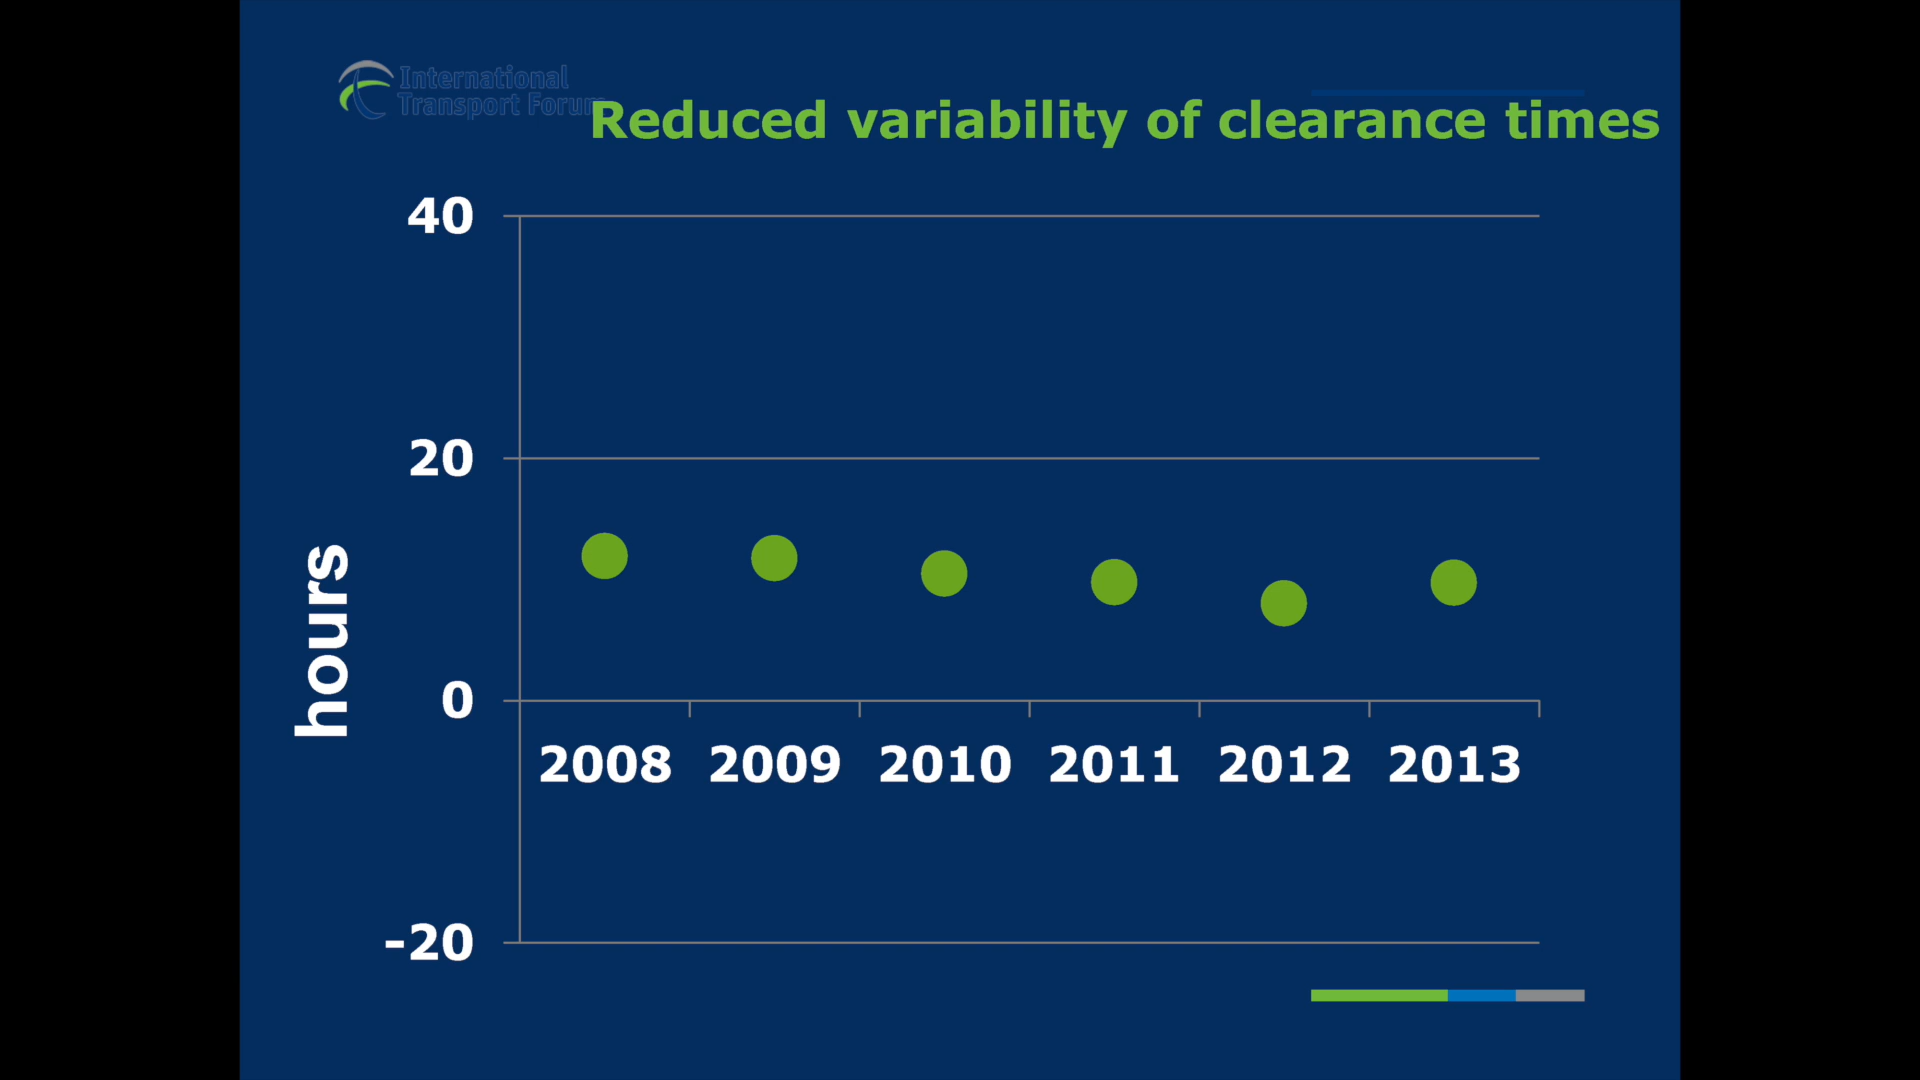 International
Transport Forum
Reduced variability of clearance times
40
20
0
-20
hours
2008 2009 2010 2011 2012 2013